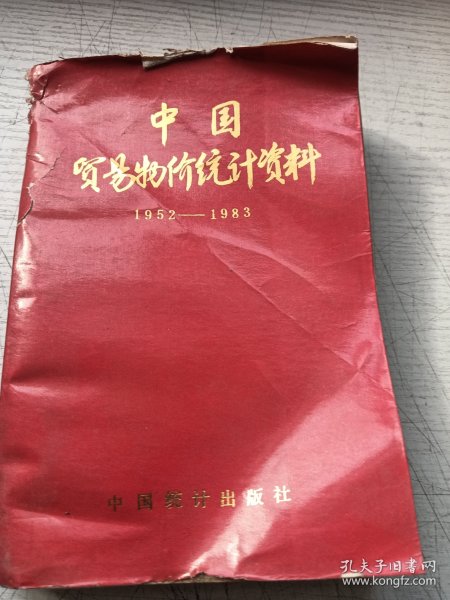 中国
贸易物价统计资料
1952——1983
中国统计出版社
孔夫子旧书网
www.kongfz.com